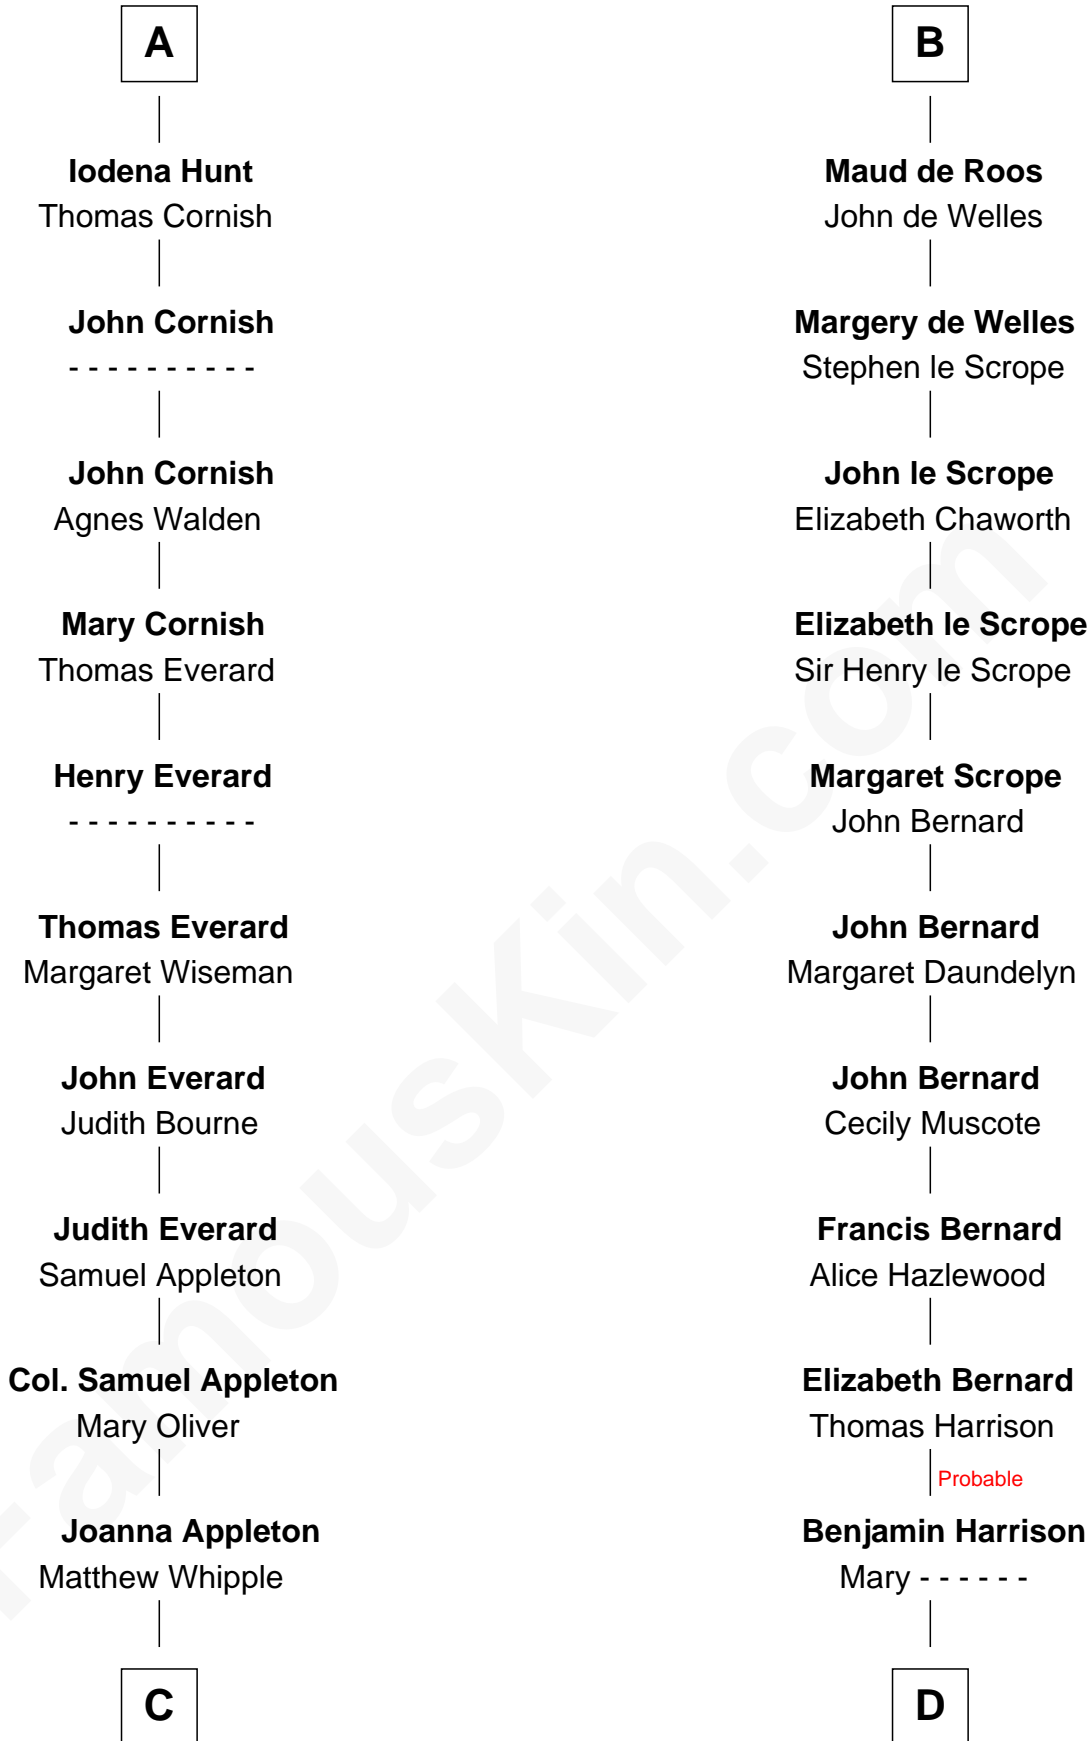 A
Iodena Hunt
Thomas Cornish
John Cornish
- - - - - - - - - -
John Cornish
Agnes Walden
Mary Cornish
Thomas Everard
Henry Everard
- - - - - - - - - -
Thomas Everard
Margaret Wiseman
John Everard
Judith Bourne
Judith Everard
Samuel Appleton
Col. Samuel Appleton
Mary Oliver
Joanna Appleton
Matthew Whipple
C
B
Maud de Roos
John de Welles
Margery de Welles
Stephen le Scrope
John le Scrope
Elizabeth Chaworth
Elizabeth le Scrope
Sir Henry le Scrope
Margaret Scrope
John Bernard
John Bernard
Margaret Daundelyn
John Bernard
Cecily Muscote
Francis Bernard
Alice Hazlewood
Elizabeth Bernard
Thomas Harrison
Probable
Benjamin Harrison
Mary - - - - - -
D
FamousKin.com